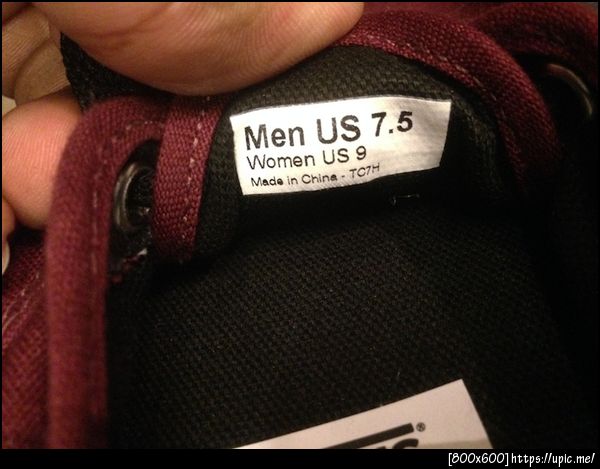 Men US 7.5
Women US 9
Made in China - TC7H
®
[800x600]https://upic.me/